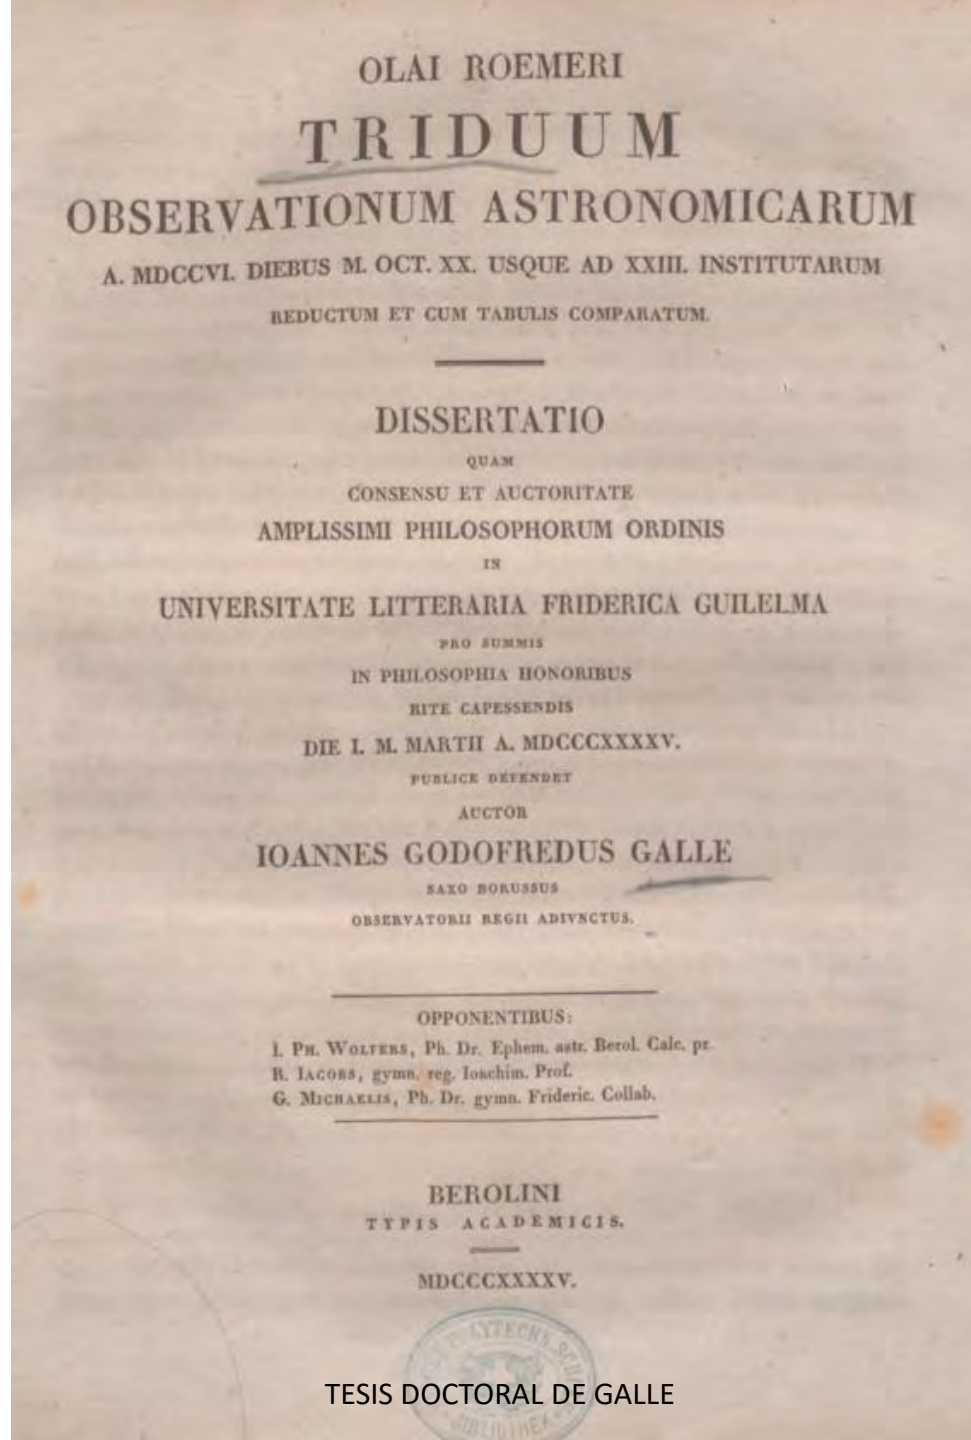 OLAI ROEMERI
TRIDUUM
OBSERVATIONUM ASTRONOMICARUM
A. MDCCVI. DIEBUS M. OCT. XX. USQUE AD XXIII. INSTITUTARUM
REDUCTUM ET CUM TABULIS COMPARATUM.
DISSERTATIO
QUAM
CONSENSU ET AUCTORITATE
AMPLISSIMI PHILOSOPHORUM ORDINIS
IN
UNIVERSITATE LITTERARIA FRIDERICA GUILELMA
PRO SUMMIS
IN PHILOSOPHIA HONORIBUS
RITE CAPESSENDIS
DIE I. M. MARTII A. MDCCCXXXXV.
PUBLICE DEFENDET
AUCTOR
IOANNES GODOFREDUS GALLE
SAXO BORUSSUS
OBSERVATORII REGII ADIVNCTUS.
OPPONENTIBUS:
I. PH. WOLFERS, Ph. Dr. Ephem. astr. Berol. Calc. pr.
R. IACOBS, gymn. reg. Ioachim. Prof.
G. MICHAELIS, Ph. Dr. gymn. Frideric. Collab.
BEROLINI
TYPIS ACADEMICIS.
MDCCCXXXXV.
TESIS DOCTORAL DE GALLE
BIBLIOTHEK